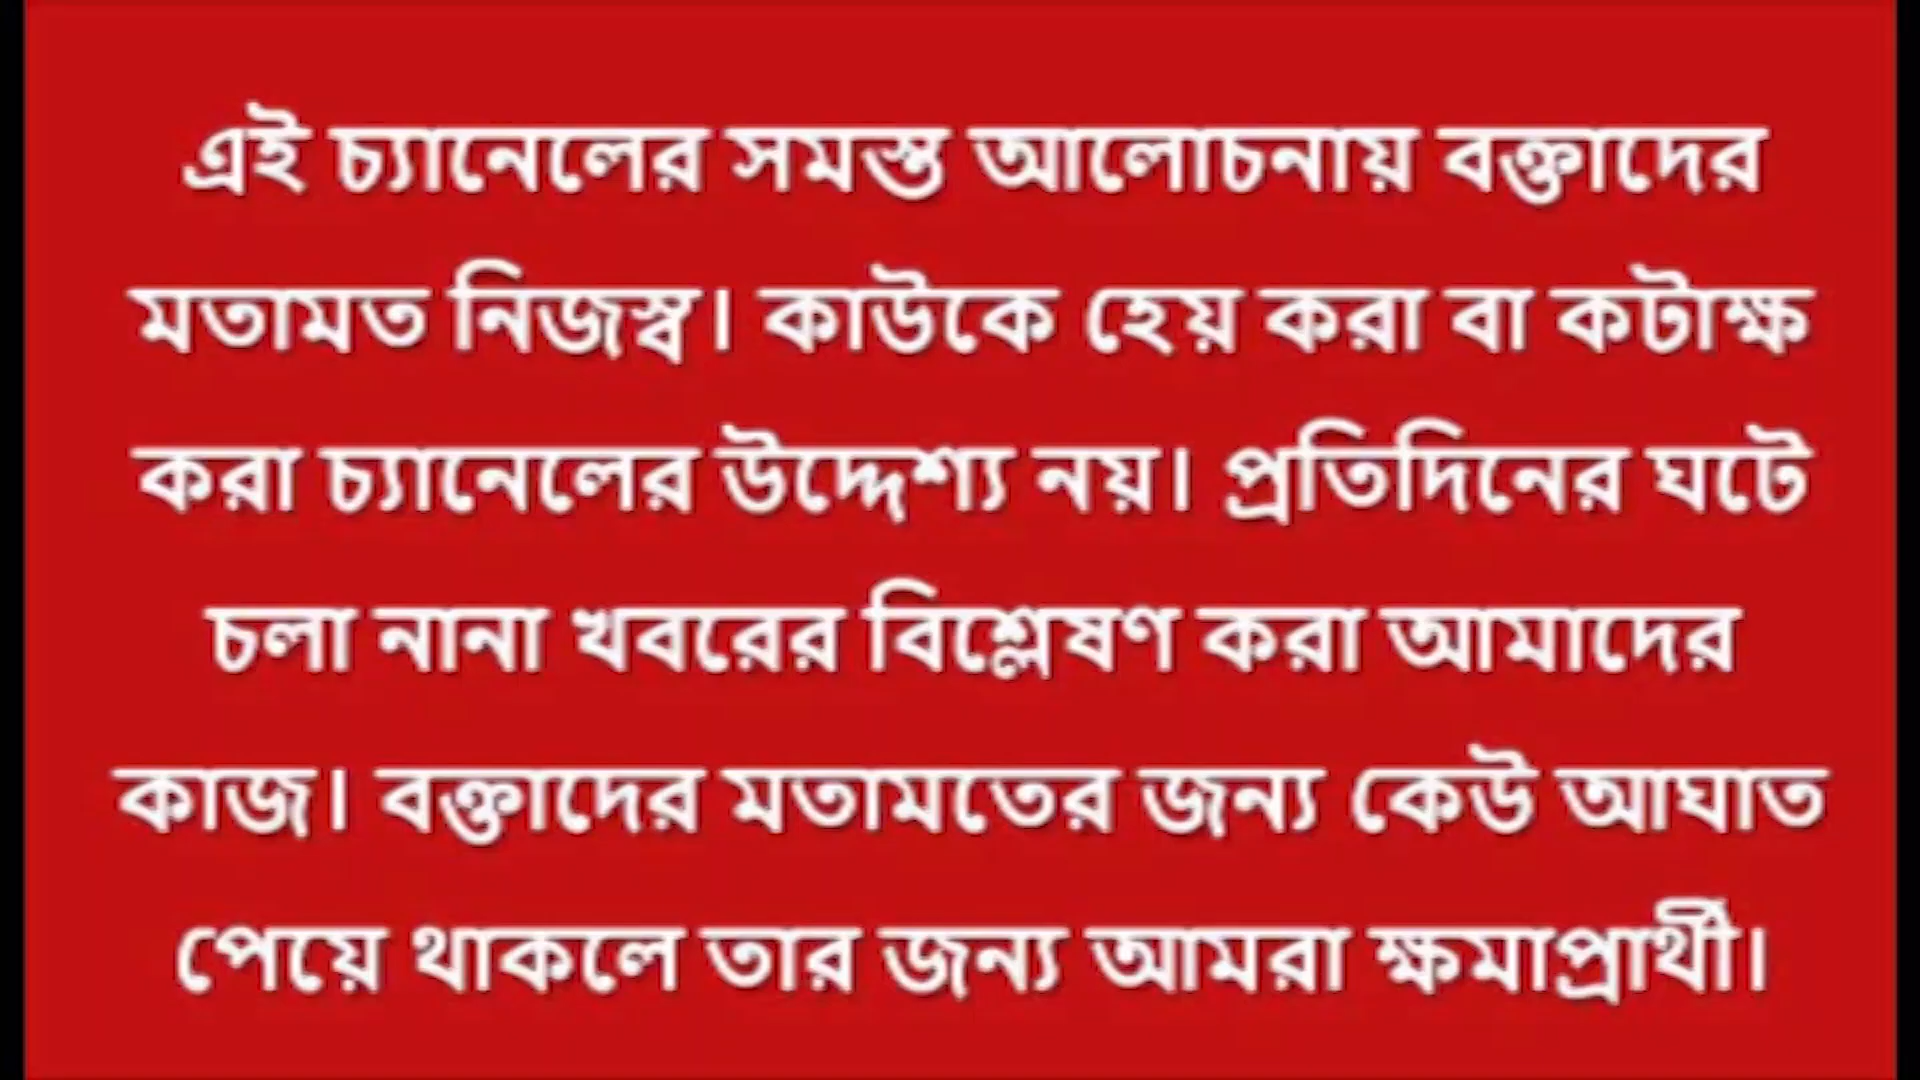 এই চ্যানেলের সমস্ত আলোচনায় বক্তাদের
মতামত নিজস্ব। কাউকে হেয় করা বা কটাক্ষ
করা চ্যানেলের উদ্দেশ্য নয়। প্রতিদিনের ঘটে
চলা নানা খবরের বিশ্লেষণ করা আমাদের
কাজ। বক্তাদের মতামতের জন্য কেউ আঘাত
পেয়ে থাকলে তার জন্য আমরা ক্ষমাপ্রার্থী।